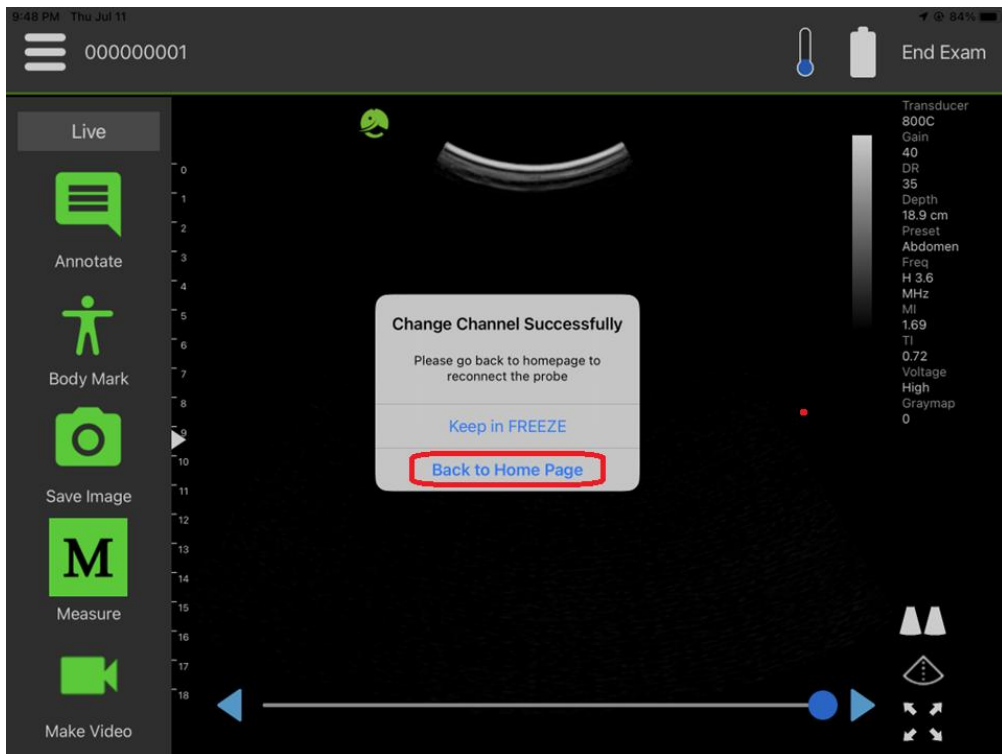 9:48 PM Thu Jul 11
84%
000000001
End Exam
Live
Annotate
Body Mark
Save Image
M
Measure
Make Video
0
1
2
3
4
5
6
7
8
9
10
11
12
13
14
15
16
17
18
Change Channel Successfully
Please go back to homepage to
reconnect the probe
Keep in FREEZE
Back to Home Page
Transducer
800C
Gain
40
DR
35
Depth
18.9 cm
Preset
Abdomen
Freq
H 3.6
MHz
MI
1.69
TI
0.72
Voltage
High
Graymap
0